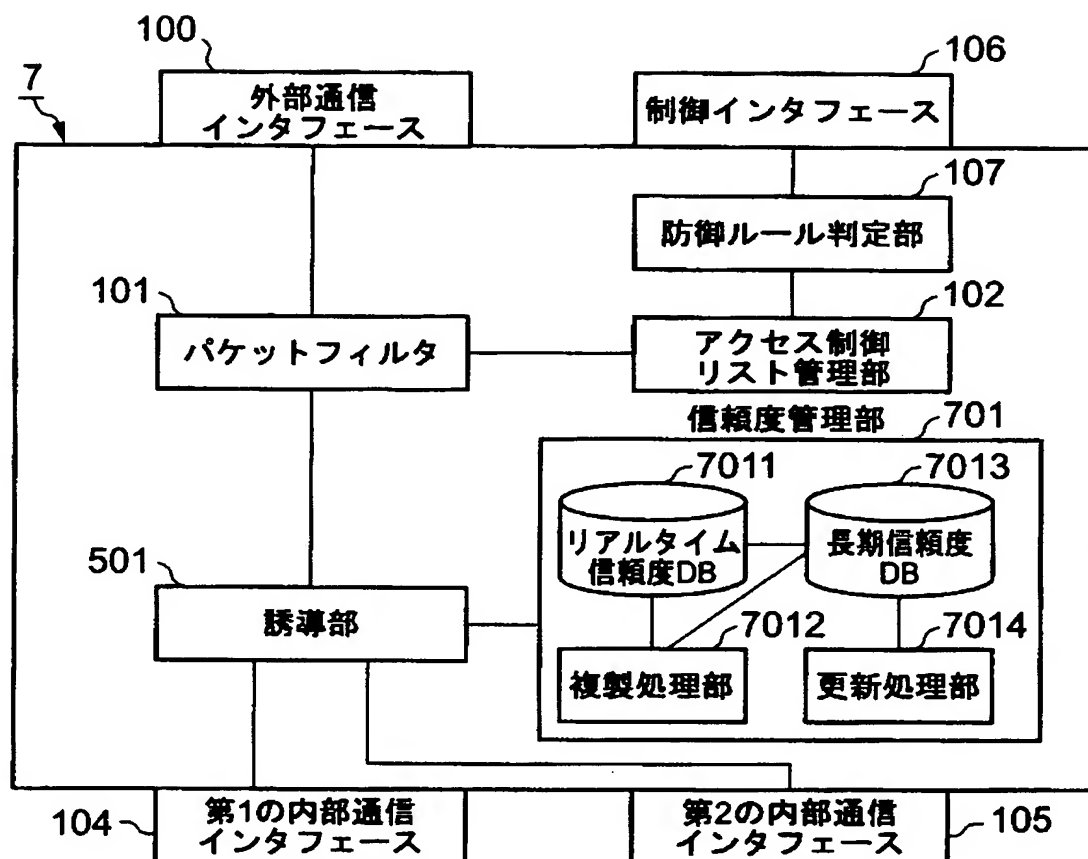 100
106
7
外部通信
インタフェース
制御インタフェース
107
防御ルール判定部
101
102
パケットフィルタ
アクセス制御
リスト管理部
信頼度管理部
701
7011
7013
リアルタイム
信頼度DB
長期信頼度
DB
501
誘導部
7012
7014
複製処理部
更新処理部
104
第1の内部通信
インタフェース
第2の内部通信
インタフェース
105